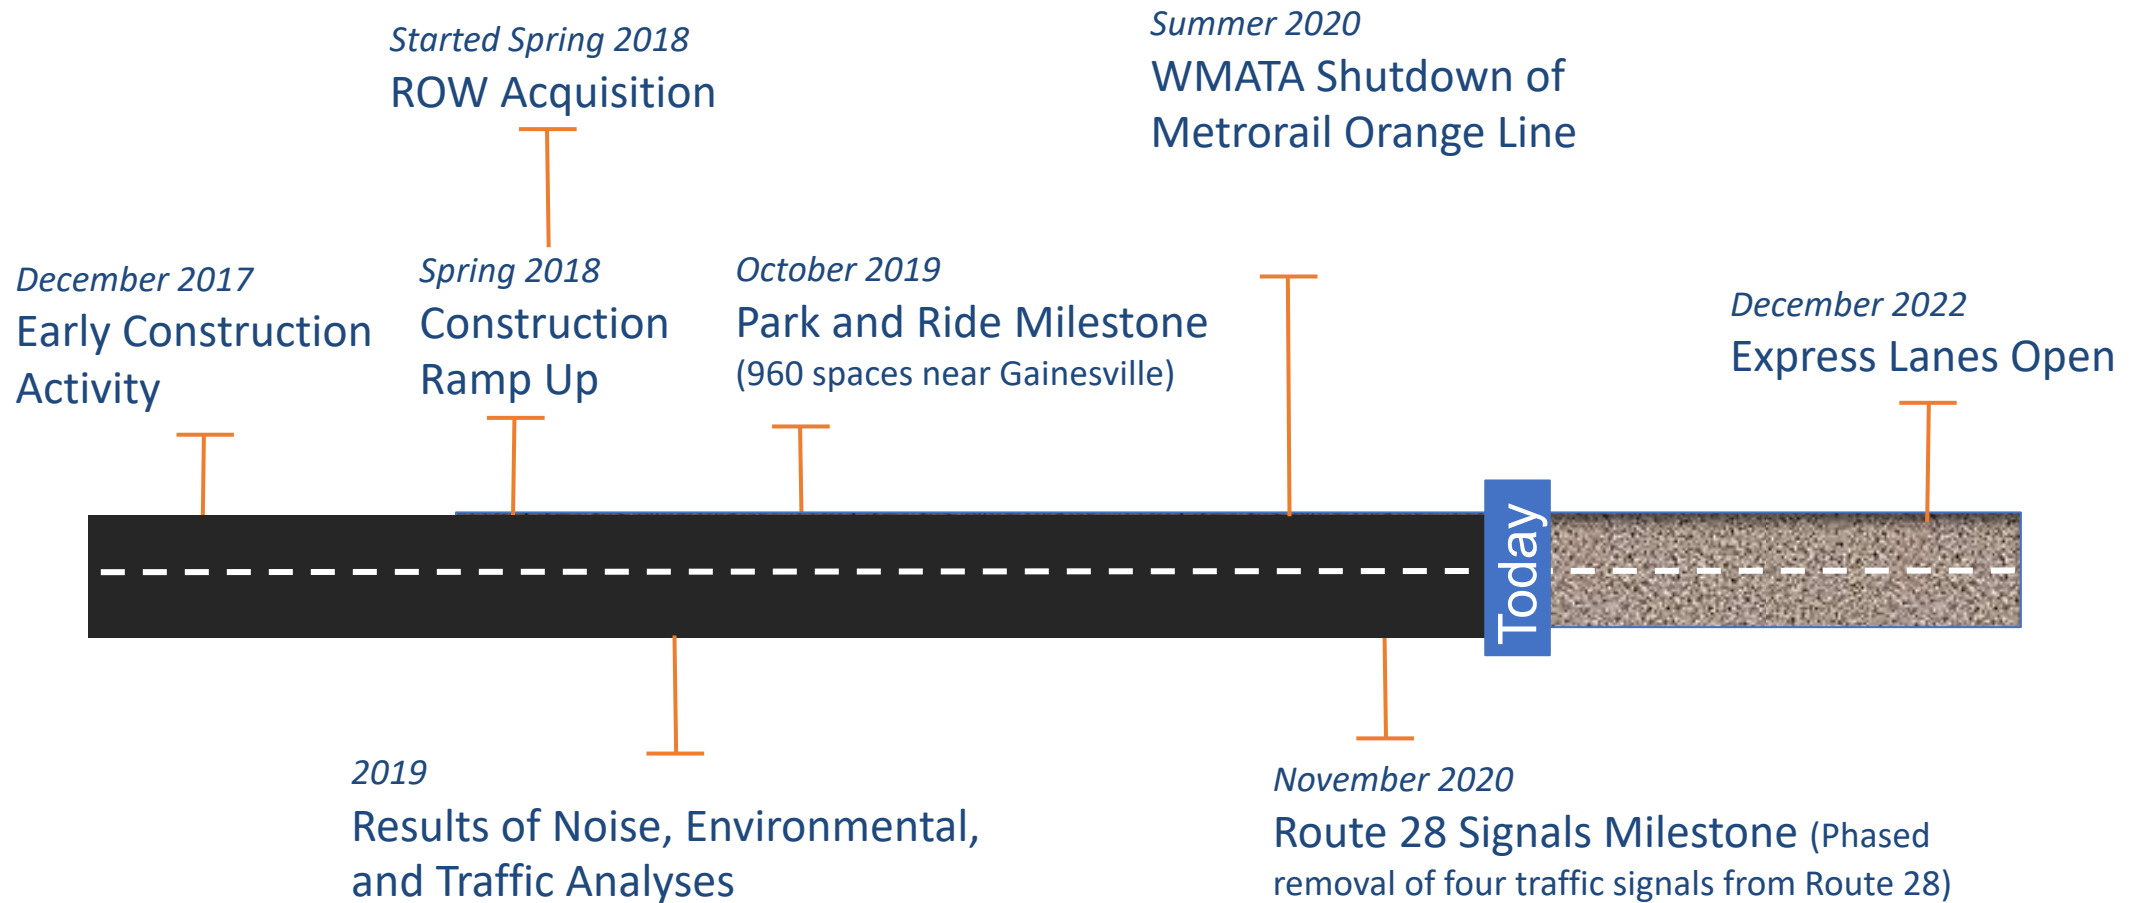 Started Spring 2018
ROW Acquisition
Summer 2020
WMATA Shutdown of
Metrorail Orange Line
December 2017
Early Construction
Activity
Spring 2018
Construction
Ramp Up
October 2019
Park and Ride Milestone
(960 spaces near Gainesville)
December 2022
Express Lanes Open
Today
2019
Results of Noise, Environmental,
and Traffic Analyses
November 2020
Route 28 Signals Milestone (Phased
removal of four traffic signals from Route 28)